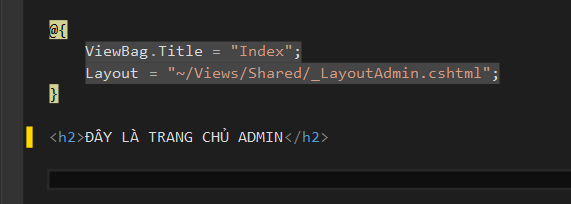 @{
ViewBag.Title = "Index";
Layout = "~/Views/Shared/_LayoutAdmin.cshtml";
}
<h2>ĐÂY LÀ TRANG CHỦ ADMIN</h2>